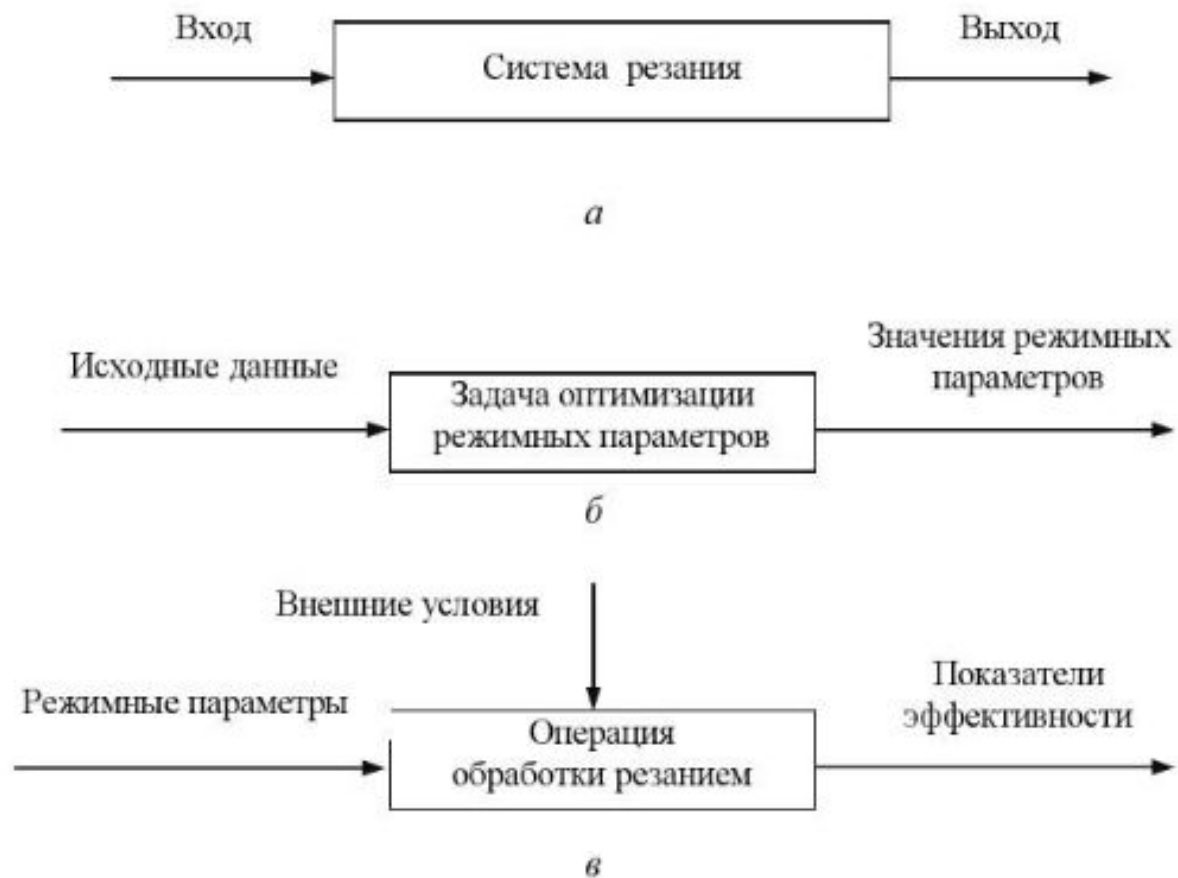 Вход
Система резания
Выход
а
Исходные данные
Задача оптимизации
режимных параметров
Значения режимных
параметров
б
Внешние условия
Режимные параметры
Операция
обработки резанием
Показатели
эффективности
в